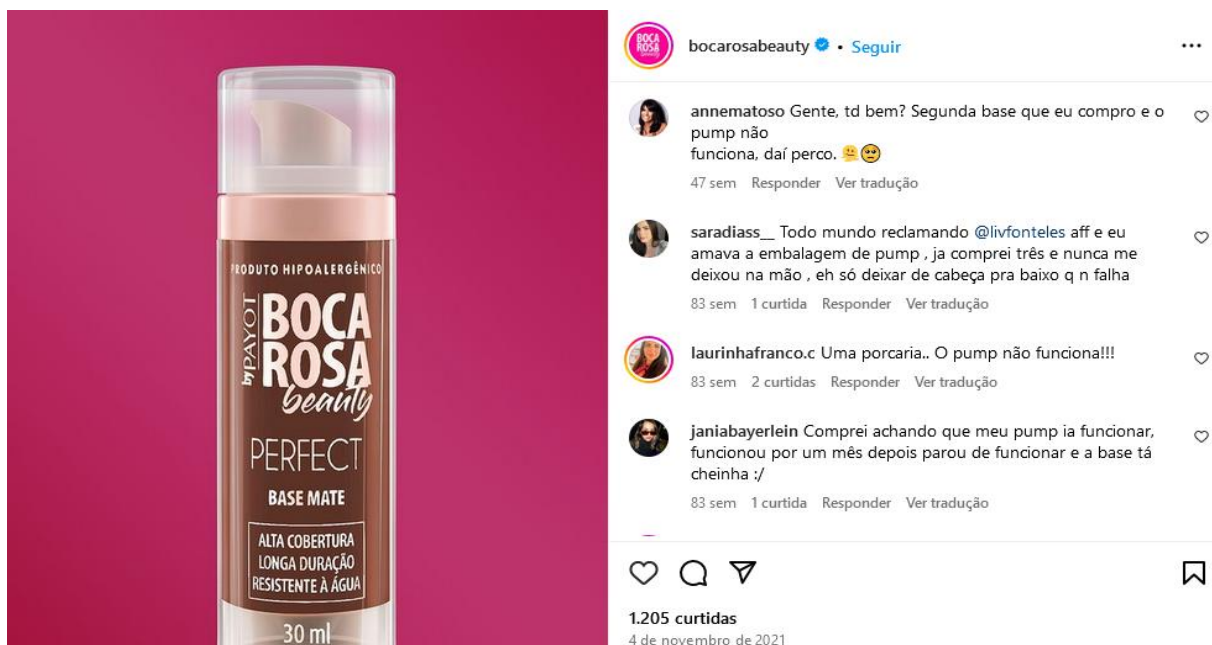 PRODUTO HIPOALERGÊNICO
by PAYOT
BOCA
ROSA
beauty
PERFECT
BASE MATE
ALTA COBERTURA
LONGA DURAÇÃO
RESISTENTE À ÁGUA
30 ml
BOCA
ROSA
beauty
bocarosabeauty • Seguir
annematoso Gente, td bem? Segunda base que eu compro e o
pump não
funciona, daí perco. 🫠🥺
47 sem Responder Ver tradução
saradiass__ Todo mundo reclamando @livfonteles aff e eu
amava a embalagem de pump , ja comprei três e nunca me
deixou na mão , eh só deixar de cabeça pra baixo q n falha
83 sem 1 curtida Responder Ver tradução
laurinhafranco.c Uma porcaria.. O pump não funciona!!!
83 sem 2 curtidas Responder Ver tradução
janiabayerlein Comprei achando que meu pump ia funcionar,
funcionou por um mês depois parou de funcionar e a base tá
cheinha :/
83 sem 1 curtida Responder Ver tradução
1.205 curtidas
4 de novembro de 2021